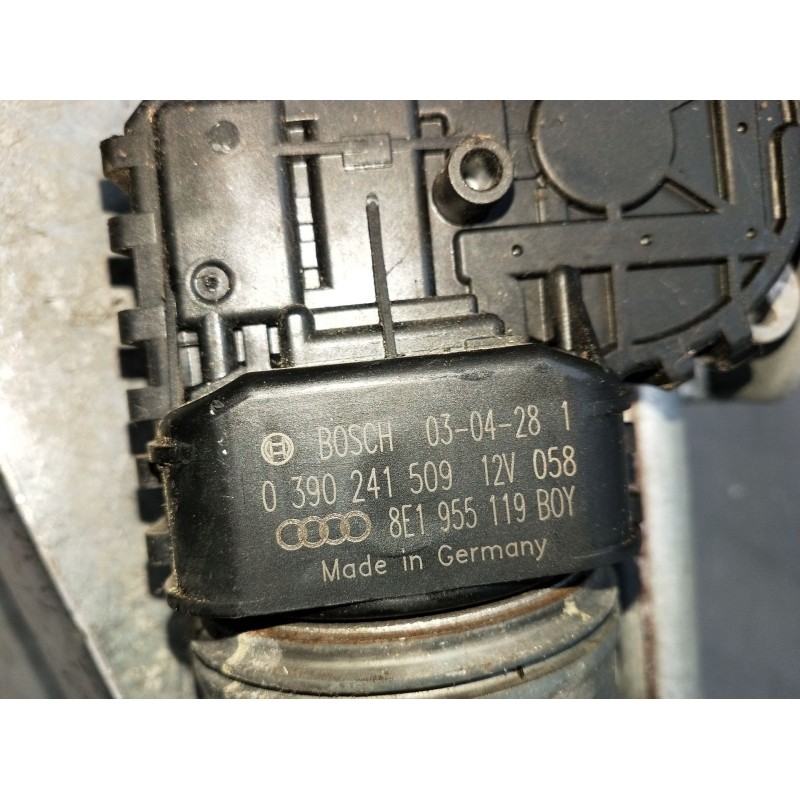 BOSCH 03-04-28 1
0 390 241 509 12V 058
8E1 955 119 BOY
Made in Germany